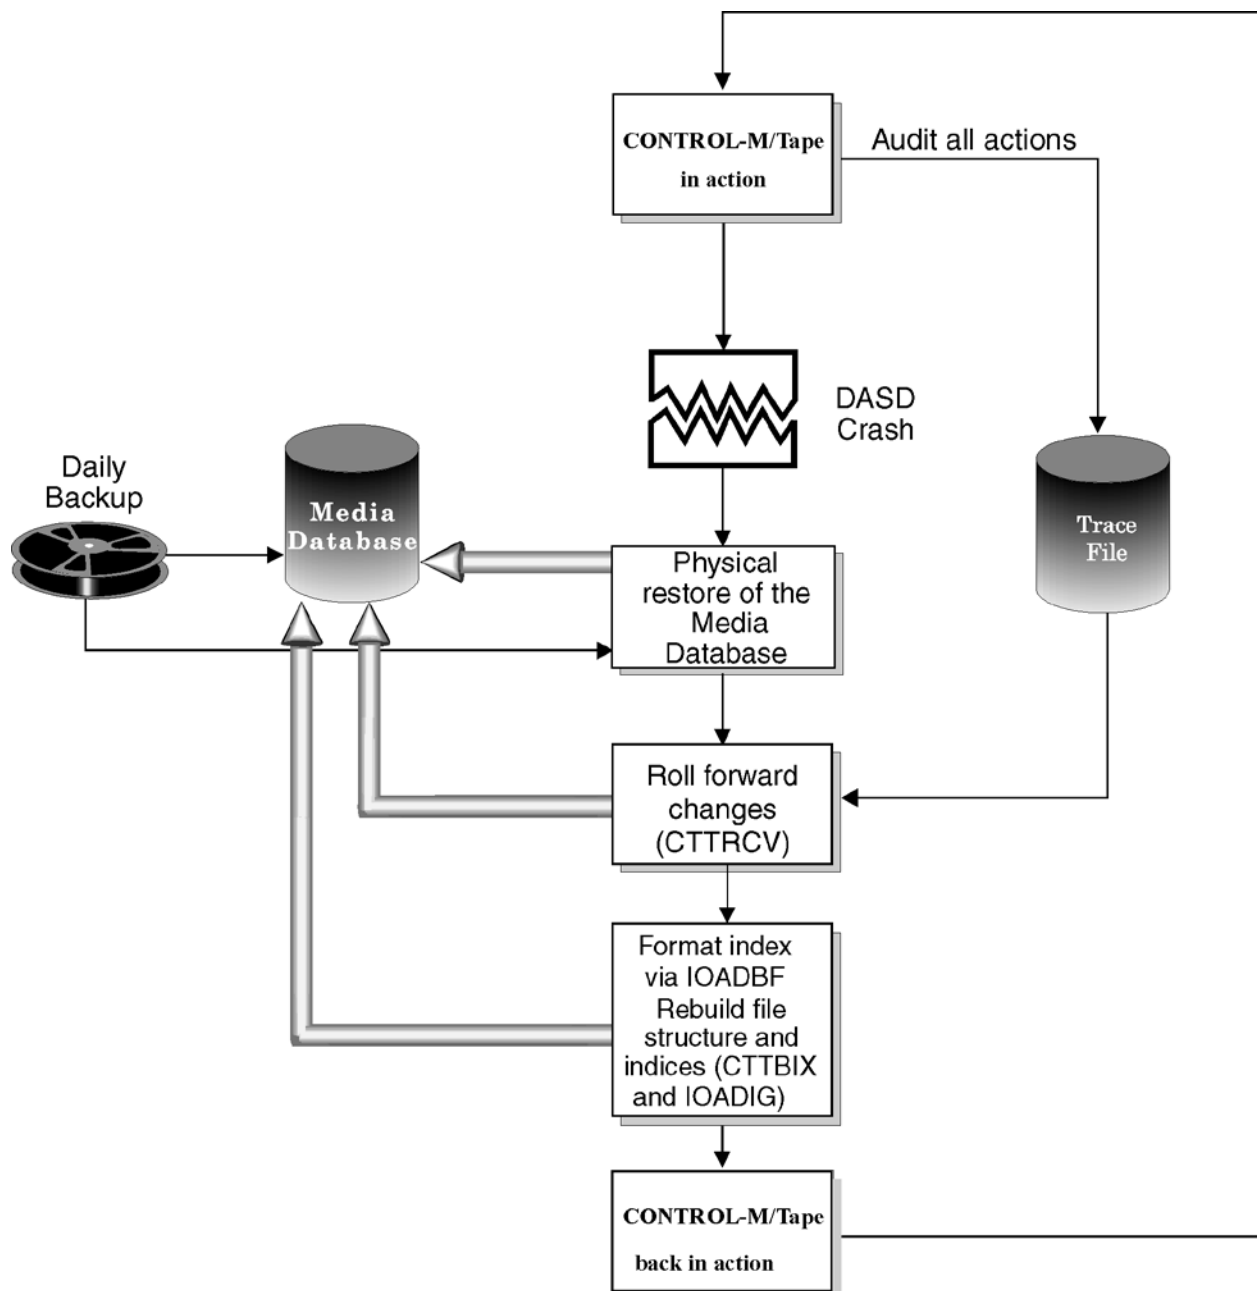 CONTROL-M/Tape
in action
Audit all actions
DASD
Crash
Daily
Backup
Media
Database
Trace
File
Physical
restore of the
Media
Database
Roll forward
changes
(CTTRCV)
Format index
via IOADBF
Rebuild file
structure and
indices (CTTBIX
and IOADIG)
CONTROL-M/Tape
back in action